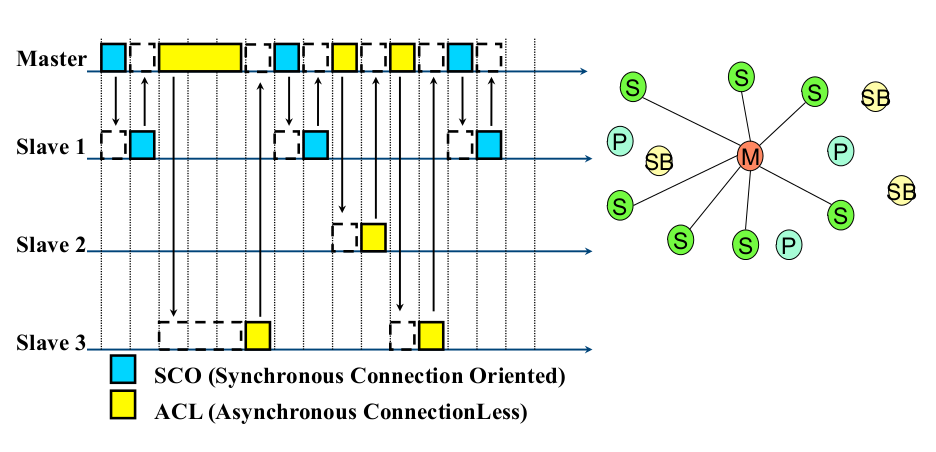 Master
Slave 1
Slave 2
Slave 3
SCO (Synchronous Connection Oriented)
ACL (Asynchronous ConnectionLess)
S
S
S
SB
P
SB
M
P
SB
S
S
S
P
S